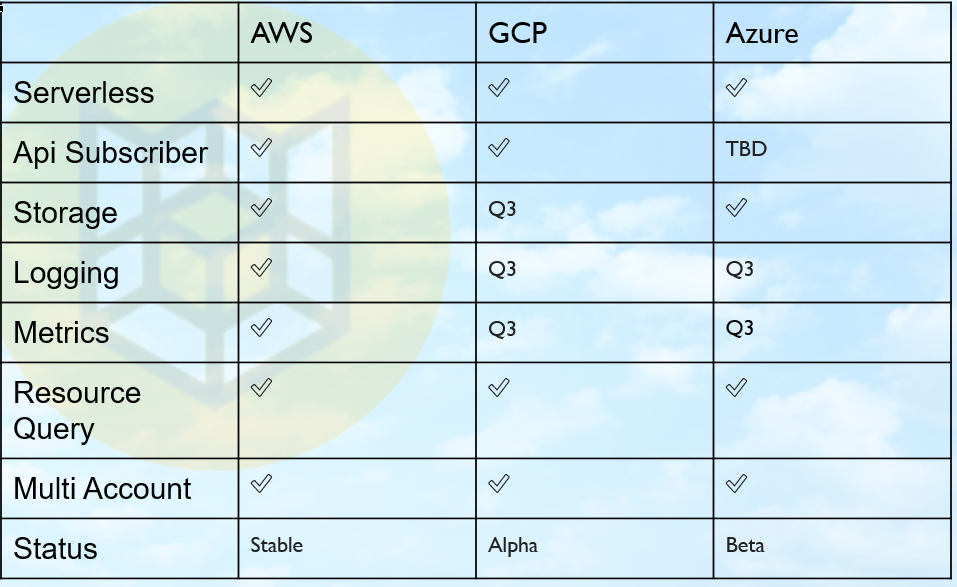 AWS GCP Azure
Serverless ✓ ✓ ✓
Api Subscriber ✓ ✓ TBD
Storage ✓ Q3 ✓
Logging ✓ Q3 Q3
Metrics ✓ Q3 Q3
Resource
Query ✓ ✓ ✓
Multi Account ✓ ✓ ✓
Status Stable Alpha Beta